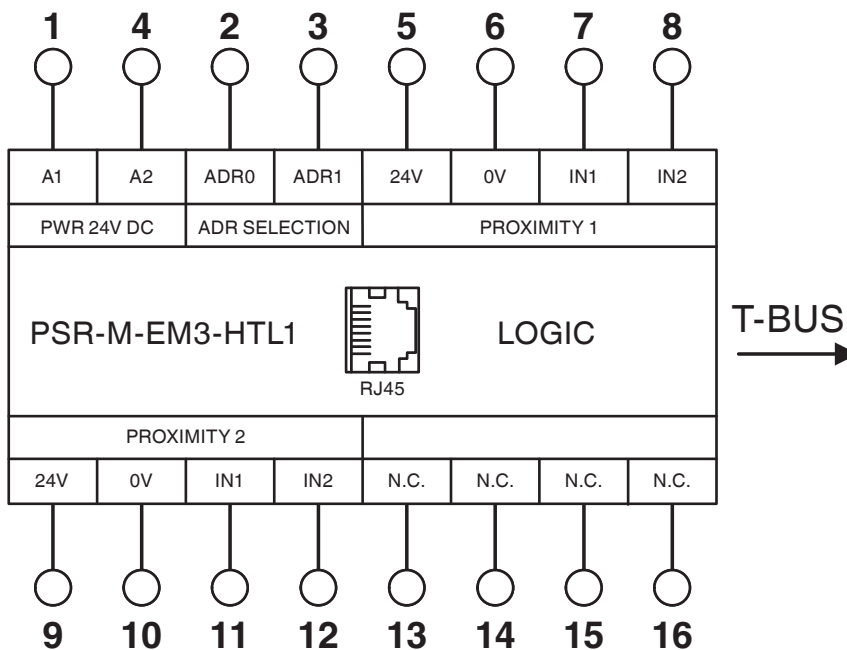 1 4 2 3 5 6 7 8
A1 A2 ADR0 ADR1 24V 0V IN1 IN2
PWR 24V DC ADR SELECTION PROXIMITY 1
PSR-M-EM3-HTL1 LOGIC T-BUS
RJ45
PROXIMITY 2
24V 0V IN1 IN2 N.C. N.C. N.C. N.C.
9 10 11 12 13 14 15 16